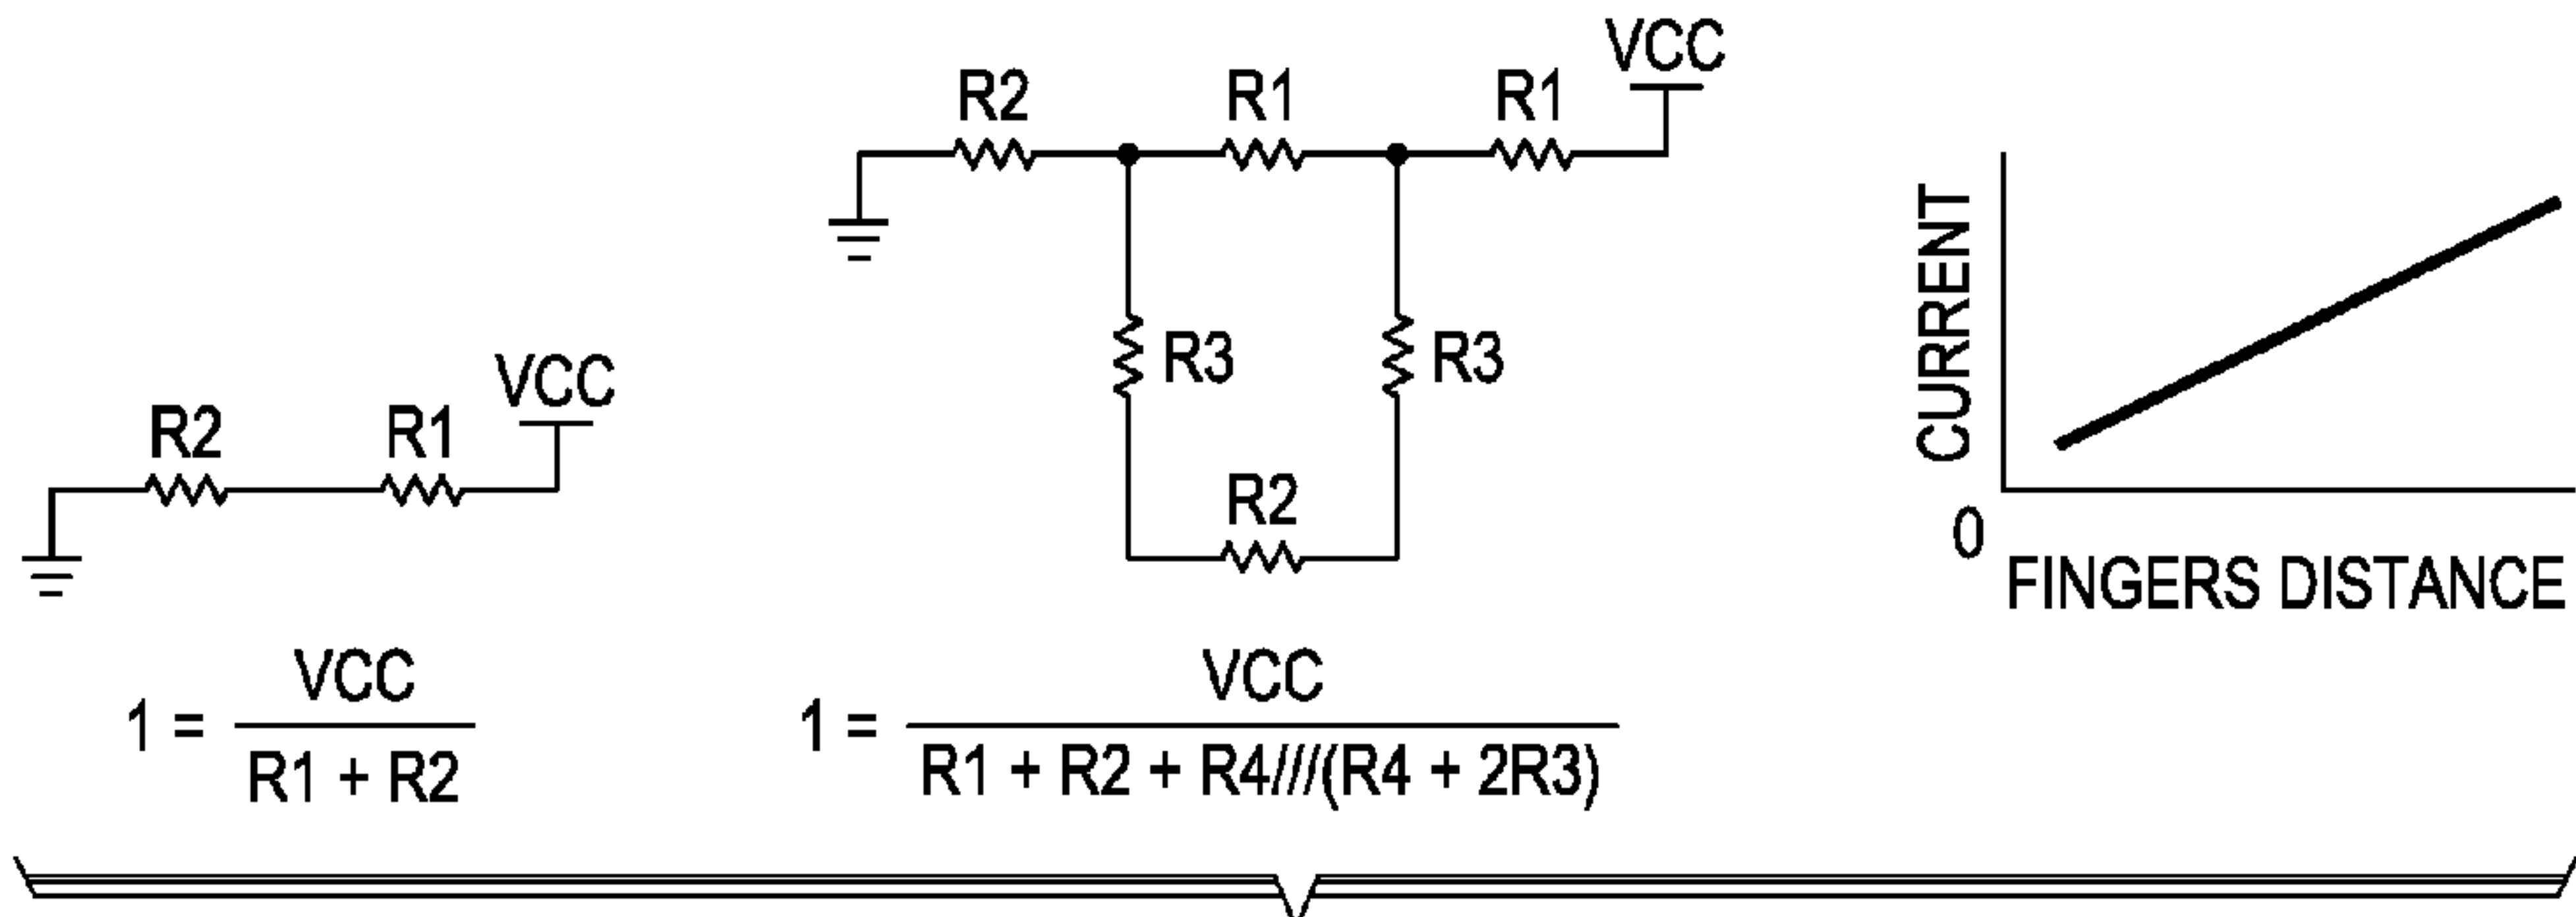 R2 R1 VCC
1 = VCC / R1 + R2
R2 R1 R1 VCC
R3 R3
R2
1 = VCC / R1 + R2 + R4///(R4 + 2R3)
CURRENT
0
FINGERS DISTANCE